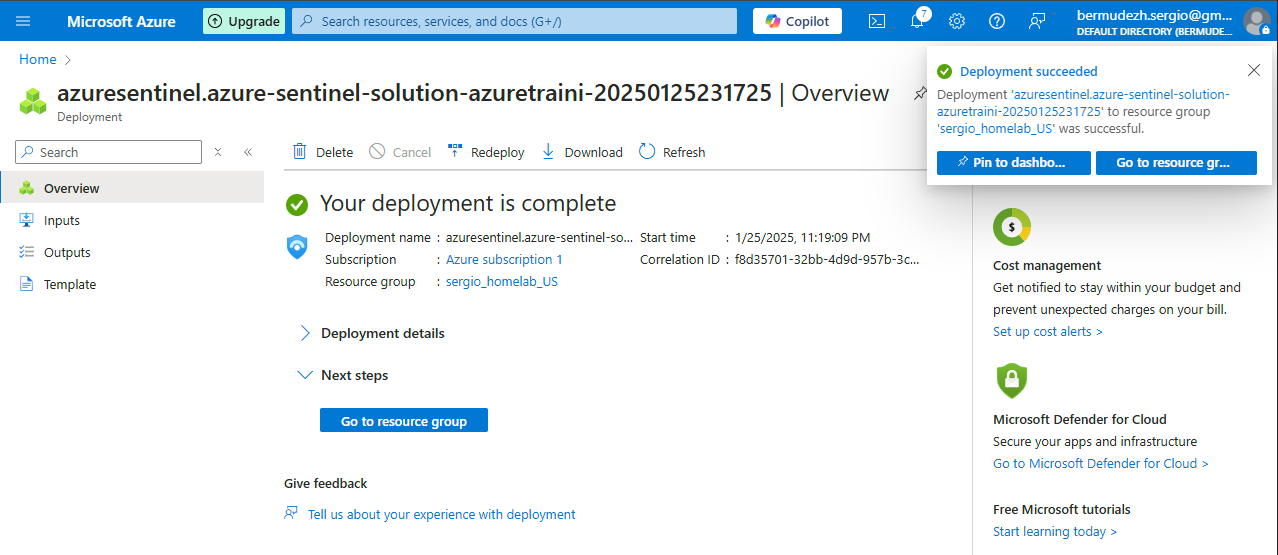 Microsoft Azure
Upgrade
Search resources, services, and docs (G+/)
Copilot
7
bermudezh.sergio@gm...
DEFAULT DIRECTORY (BERMUDE...
Home
azuresentinel.azure-sentinel-solution-azuretraini-20250125231725 | Overview
Deployment
Search
Overview
Inputs
Outputs
Template
Delete
Cancel
Redeploy
Download
Refresh
Your deployment is complete
Deployment name : azuresentinel.azure-sentinel-so...
Subscription : Azure subscription 1
Resource group : sergio_homelab_US
Start time : 1/25/2025, 11:19:09 PM
Correlation ID : f8d35701-32bb-4d9d-957b-3c...
Deployment details
Next steps
Go to resource group
Give feedback
Tell us about your experience with deployment
Deployment succeeded
Deployment 'azuresentinel.azure-sentinel-solution-
azuretraini-20250125231725' to resource group
'sergio_homelab_US' was successful.
Pin to dashbo...
Go to resource gr...
$
Cost management
Get notified to stay within your budget and
prevent unexpected charges on your bill.
Set up cost alerts >
Microsoft Defender for Cloud
Secure your apps and infrastructure
Go to Microsoft Defender for Cloud >
Free Microsoft tutorials
Start learning today >